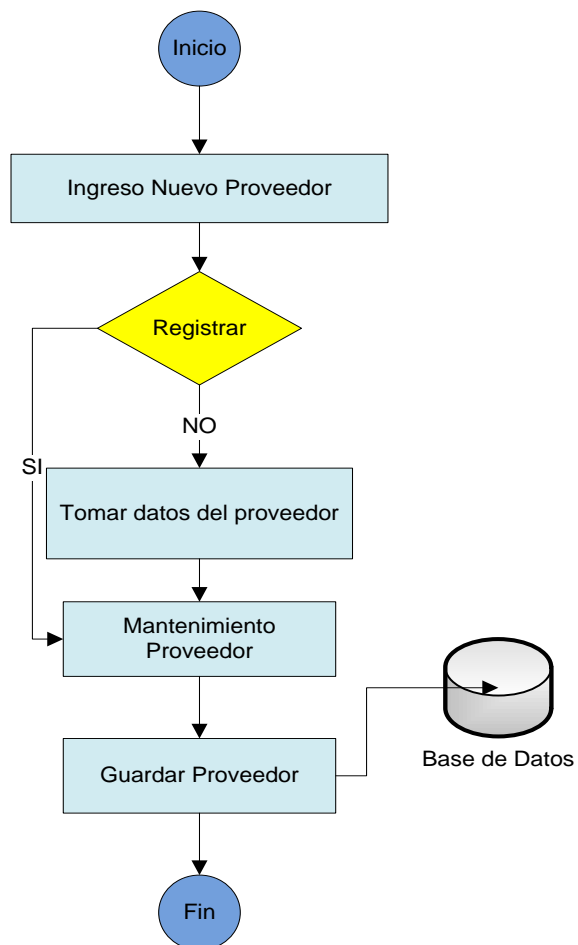 Inicio
Ingreso Nuevo Proveedor
Registrar
NO
SI
Tomar datos del proveedor
Mantenimiento
Proveedor
Guardar Proveedor
Base de Datos
Fin